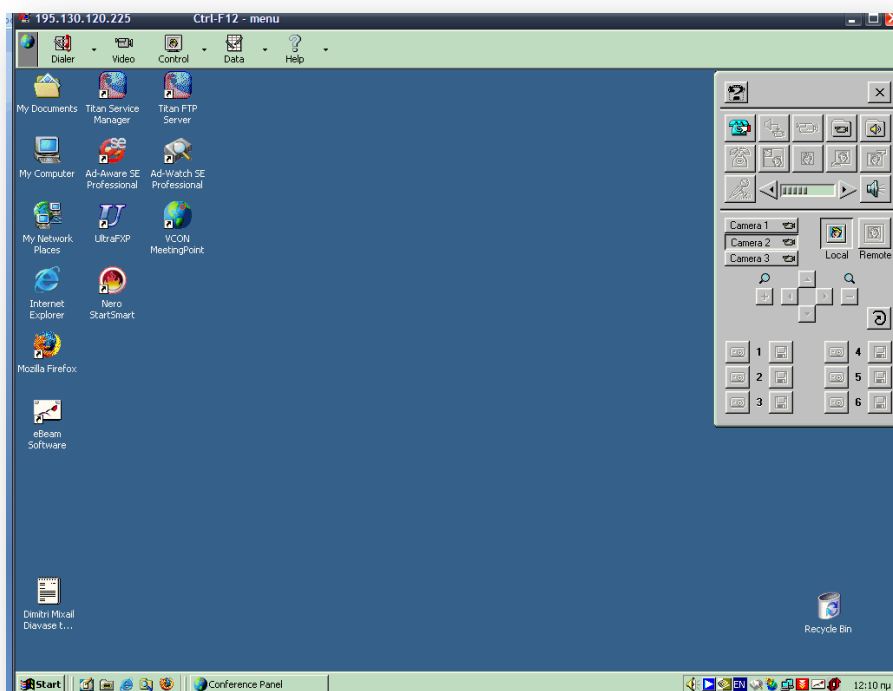 195.130.120.225 Ctrl-F12 - menu
Dialer Video Control Data Help
My Documents
Titan Service
Manager
Titan FTP
Server
My Computer
Ad-Aware SE
Professional
Ad-Watch SE
Professional
My Network
Places
UltraFXP
VCON
MeetingPoint
Internet
Explorer
Nero
StartSmart
Mozilla Firefox
eBeam
Software
Dimitri Mixail
Diavase t...
Camera 1
Camera 2
Camera 3
Local Remote
1 4
2 5
3 6
Recycle Bin
Start Conference Panel EN 12:10 πμ